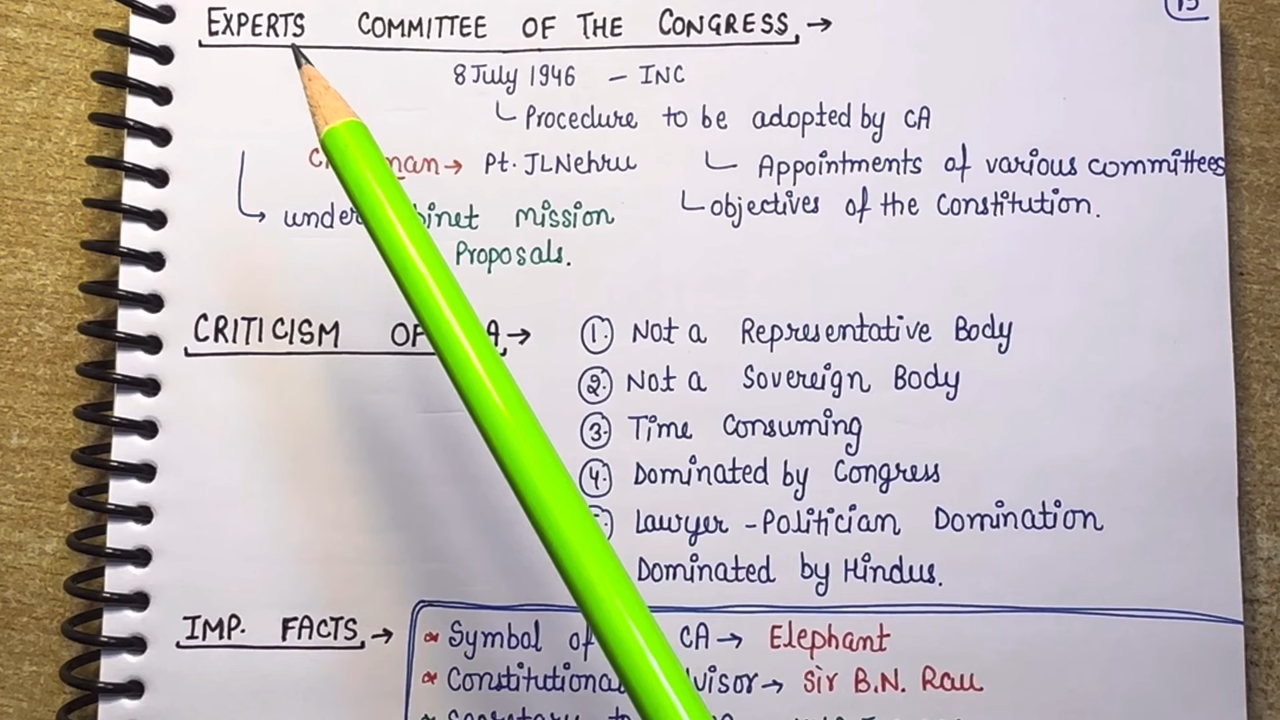 EXPERTS COMMITTEE OF THE CONGRESS →
8 July 1946 - INC
Procedure to be adopted by CA
→ Pt. JLNehru
Appointments of various committees
mission
objectives of the Constitution.
Proposals.
CRITICISM OF →
1. Not a Representative Body
2. Not a Sovereign Body
3. Time Consuming
4. Dominated by Congress
Lawyer - Politician Domination
Dominated by Hindus.
IMP. FACTS →
Symbol of CA → Elephant
→ Sir B.N. Rau